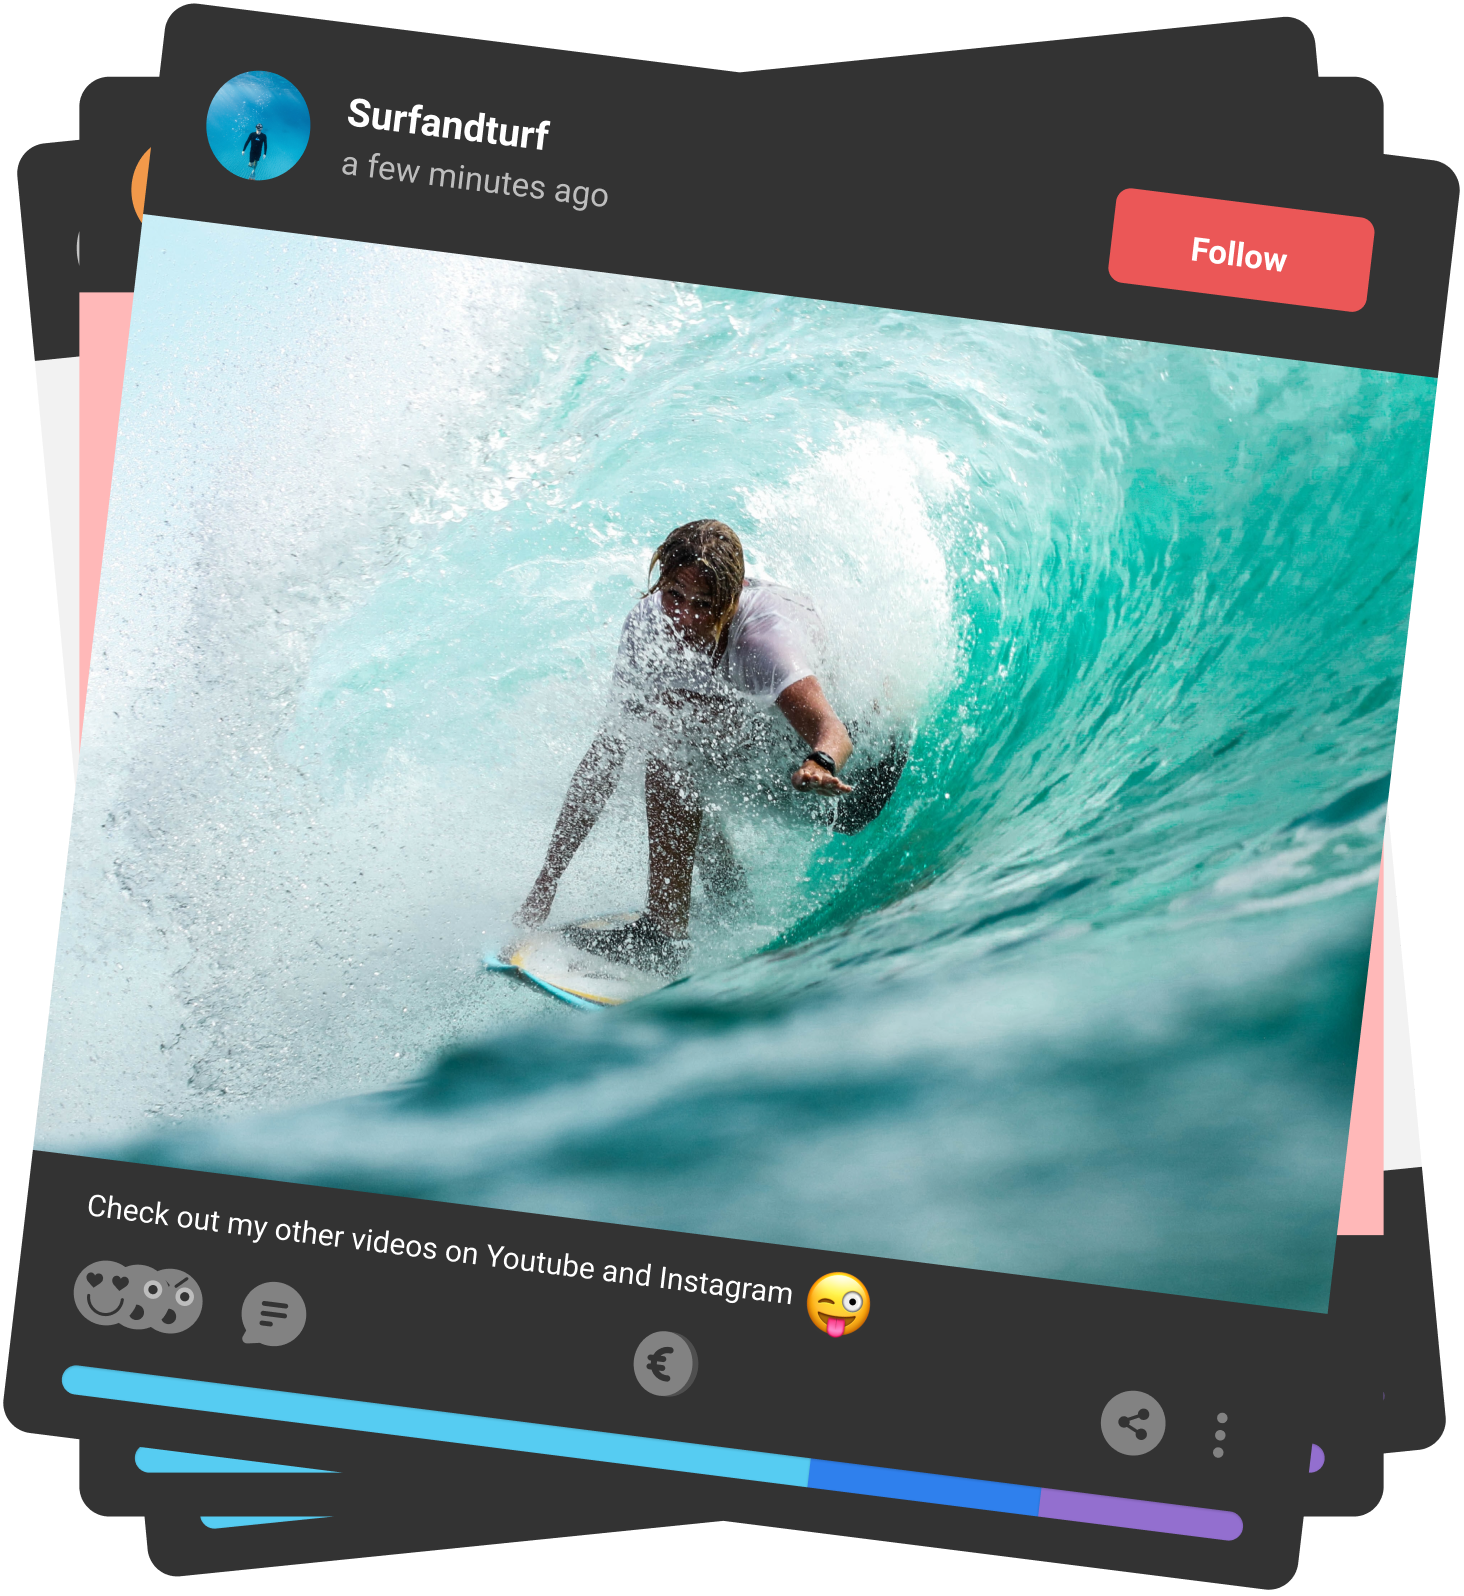 Surfandturf
a few minutes ago
Follow
Check out my other videos on Youtube and Instagram 😜
€